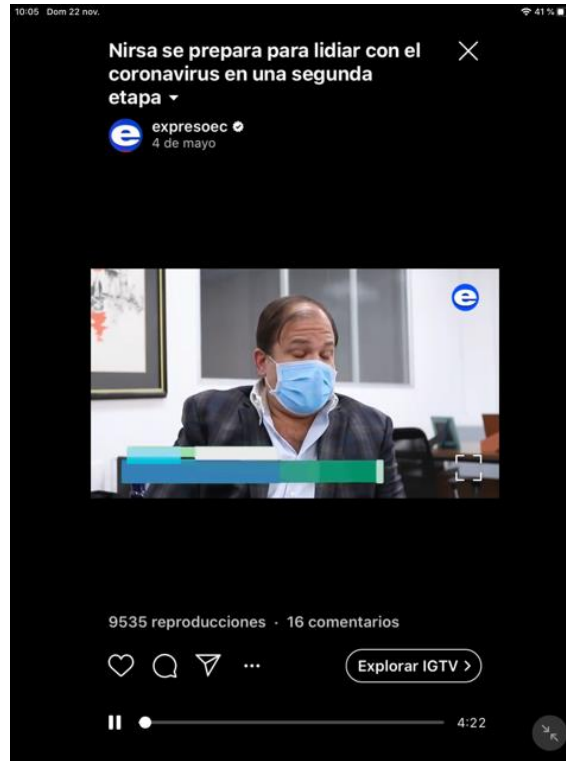 10:05 Dom 22 nov.
41 %
Nirsa se prepara para lidiar con el
coronavirus en una segunda
etapa
expresoec
4 de mayo
e
e
9535 reproducciones · 16 comentarios
Explorar IGTV >
4:22